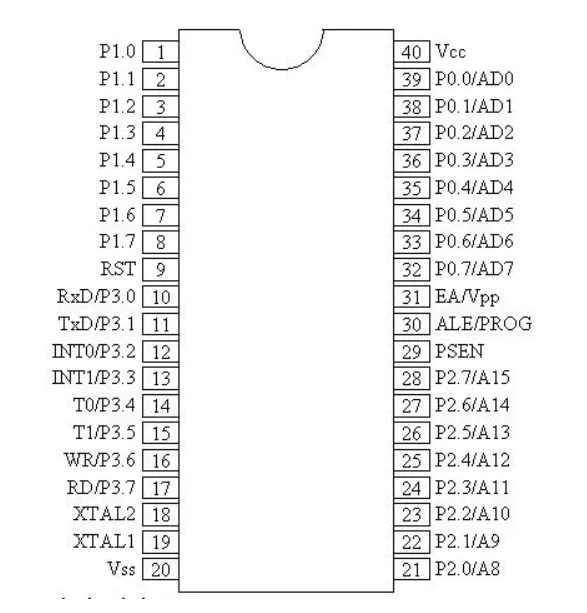 P1.0 1 40 Vcc
P1.1 2 39 P0.0/AD0
P1.2 3 38 P0.1/AD1
P1.3 4 37 P0.2/AD2
P1.4 5 36 P0.3/AD3
P1.5 6 35 P0.4/AD4
P1.6 7 34 P0.5/AD5
P1.7 8 33 P0.6/AD6
RST 9 32 P0.7/AD7
RxD/P3.0 10 31 EA/Vpp
TxD/P3.1 11 30 ALE/PROG
INT0/P3.2 12 29 PSEN
INT1/P3.3 13 28 P2.7/A15
T0/P3.4 14 27 P2.6/A14
T1/P3.5 15 26 P2.5/A13
WR/P3.6 16 25 P2.4/A12
RD/P3.7 17 24 P2.3/A11
XTAL2 18 23 P2.2/A10
XTAL1 19 22 P2.1/A9
Vss 20 21 P2.0/A8